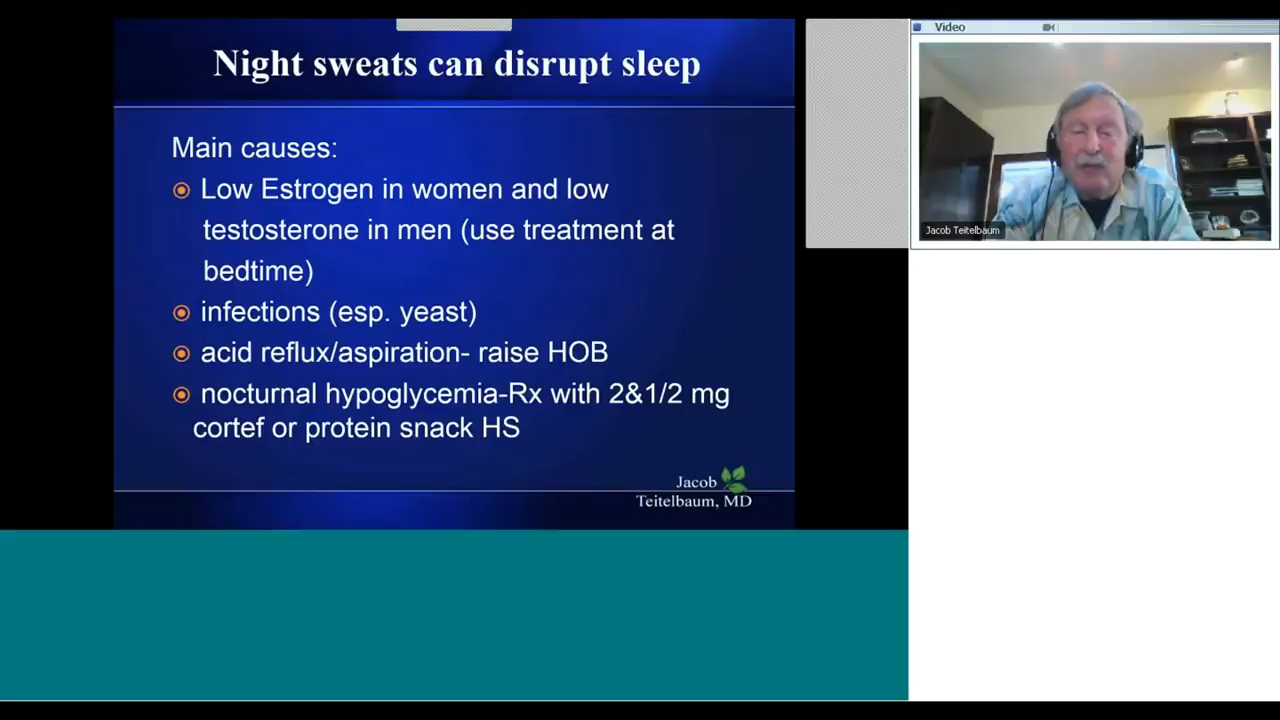 Night sweats can disrupt sleep
Main causes:
Low Estrogen in women and low
testosterone in men (use treatment at
bedtime)
infections (esp. yeast)
acid reflux/aspiration- raise HOB
nocturnal hypoglycemia-Rx with 2&1/2 mg
cortef or protein snack HS
Jacob
Teitelbaum, MD
Video
Jacob Teitelbaum